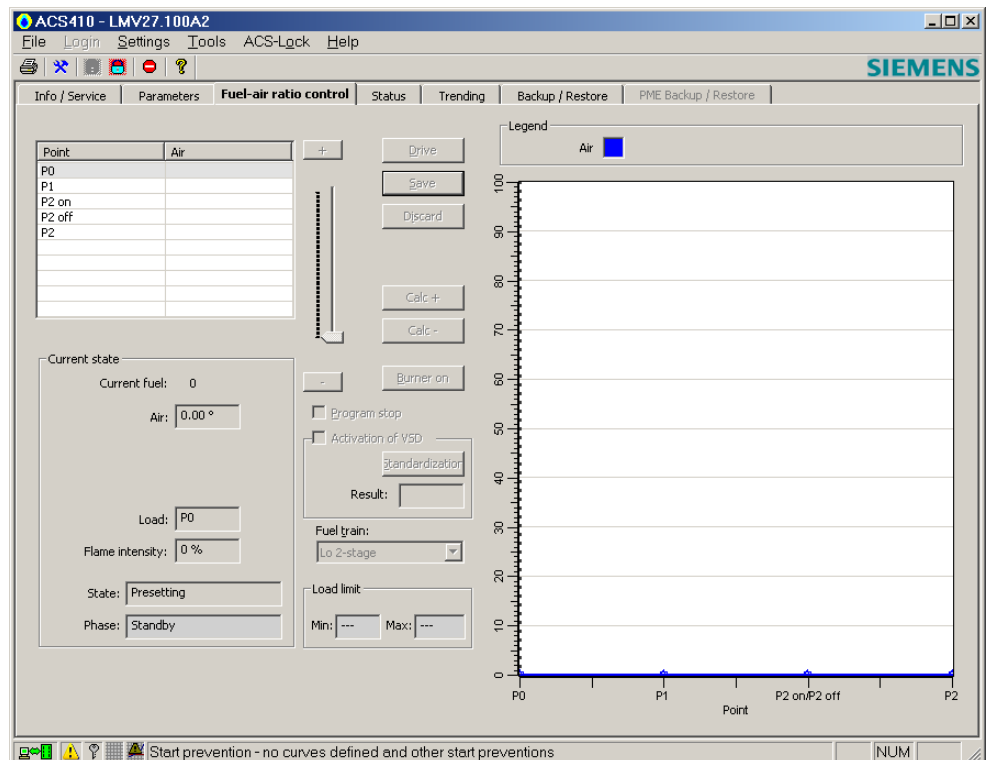 ACS410 - LMV27.100A2
File Login Settings Tools ACS-Lock Help
SIEMENS
Info / Service Parameters Fuel-air ratio control Status Trending Backup / Restore PME Backup / Restore
Point Air
P0
P1
P2 on
P2 off
P2
+
-
Drive
Save
Discard
Calc +
Calc -
Burner on
Program stop
Activation of VSD
Standardization
Result:
Fuel train:
Lo 2-stage
Load limit
Min: --- Max: ---
Current state
Current fuel: 0
Air: 0.00 °
Load: P0
Flame intensity: 0 %
State: Presetting
Phase: Standby
Legend
Air
100
90
80
70
60
50
40
30
20
10
0
P0 P1 P2 on/P2 off P2
Point
Start prevention - no curves defined and other start preventions
NUM